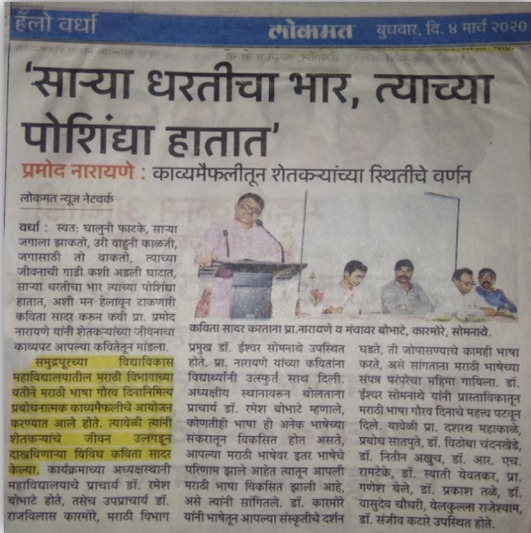 हॅलो वर्धा
लोकमत
बुधवार, दि. ४ मार्च २०२०
‘साऱ्या धरतीचा भार, त्याच्या
पोशिंद्या हातात’
प्रमोद नारायणे : काव्यमैफलीतून शेतकऱ्यांच्या स्थितीचे वर्णन
लोकमत न्यूज नेटवर्क
वर्धा : स्वत: घालुनी फाटके, साऱ्या
जगाला झाकतो, उरी वाहुनी काळजी,
जगासाठी तो वाकतो, त्याच्या
जीवनाची गाडी कशी अडली घाटात,
साऱ्या धरतीचा भार त्याच्या पोशिंद्या
हातात, अशी मन हेलावून टाकणारी
कविता सादर करून कवी प्रा. प्रमोद
नारायणे यांनी शेतकऱ्यांच्या जीवनाचा
काव्यपट आपल्या कवितेतून मांडला.
समुद्रपूरच्या विद्याविकास
महाविद्यालयातील मराठी विभागाच्या
वतीने मराठी भाषा गौरव दिनानिमित्य
प्रबोधनात्मक काव्यमैफलीचे आयोजन
करण्यात आले होते. त्यावेळी त्यांनी
शेतकऱ्यांचे जीवन उलगडून
दाखविणाऱ्या विविध कविता सादर
केल्या. कार्यक्रमाच्या अध्यक्षस्थानी
महाविद्यालयाचे प्राचार्य डॉ. रमेश
बोभाटे होते, तसेच उपप्राचार्य डॉ.
राजविलास कारमोरे, मराठी विभाग
कविता सादर करताना प्रा.नारायणे व मंचावर बोभाटे, कारमोरे, सोमनाथे.
प्रमुख डॉ. ईश्वर सोमनाथे उपस्थित
होते. प्रा. नारायणे यांच्या कवितांना
विद्यार्थ्यांनी उत्स्फुर्त साथ दिली.
अध्यक्षीय स्थानावरून बोलताना
प्राचार्य डॉ. रमेश बोभाटे म्हणाले,
कोणतीही भाषा ही अनेक भाषेच्या
संकरातून विकसित होत असते,
आपल्या मराठी भाषेवर इतर भाषेचे
परिणाम झाले आहेत त्यातून आपली
मराठी भाषा विकसित झाली आहे,
असे त्यांनी सांगितले. डॉ. कारमोरे
यांनी भाषेतून आपल्या संस्कृतीचे दर्शन
घडते, ती जोपासण्याचे कामही भाषा
करते, असे सांगताना मराठी भाषेच्या
संपन्न परंपरेचा महिमा गायिला. डॉ.
ईश्वर सोमनाथे यांनी प्रास्ताविकातून
मराठी भाषा गौरव दिनाचे महत्त्व पटवून
दिले. यावेळी प्रा. दशरथ महाकाळे,
प्रबोध सातपुते, डॉ. विठोबा चंदनखेडे,
डॉ. नितीन अखुच, डॉ. आर. एच.
रामटेके, डॉ. स्वाती येवतकर, प्रा.
गणेश बेले, डॉ. प्रकाश तळे, डॉ.
वासुदेव चौधरी, वेलकुल्ला राजेश्याम,
डॉ. संजीव कटारे उपस्थित होते.